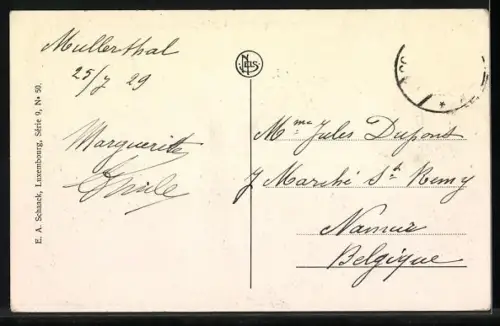 Mullerthal
25/7 29
Marguerite
E. A. Schaack, Luxembourg, Série 9, No 50.
Nels
Mme Jules Dupont
7 Marché St Remy
Namur
Belgique